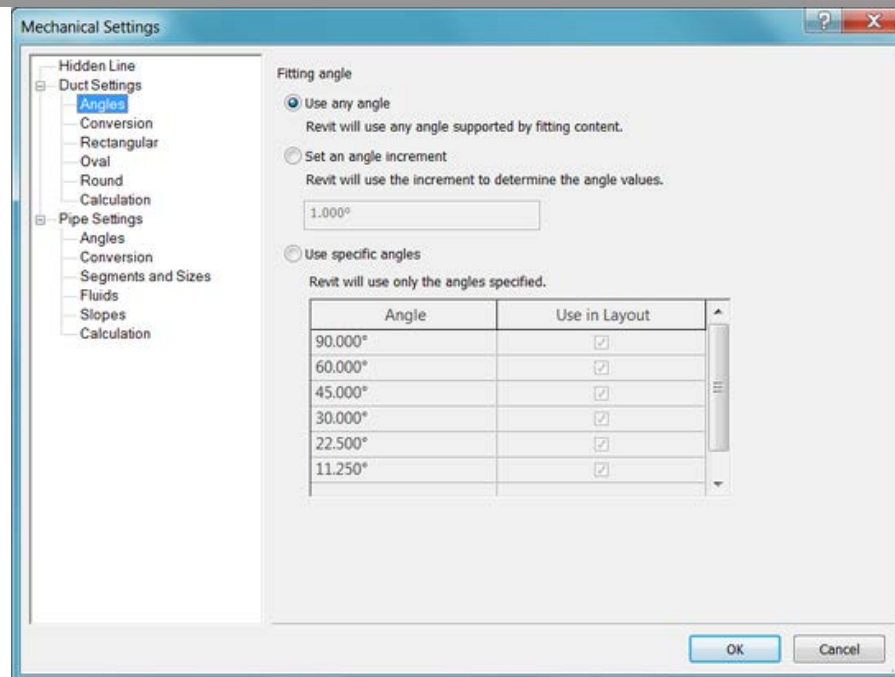 Mechanical Settings
Hidden Line
Duct Settings
Angles
Conversion
Rectangular
Oval
Round
Calculation
Pipe Settings
Angles
Conversion
Segments and Sizes
Fluids
Slopes
Calculation
Fitting angle
Use any angle
Revit will use any angle supported by fitting content.
Set an angle increment
Revit will use the increment to determine the angle values.
1.000°
Use specific angles
Revit will use only the angles specified.
Angle Use in Layout
90.000°
60.000°
45.000°
30.000°
22.500°
11.250°
OK Cancel